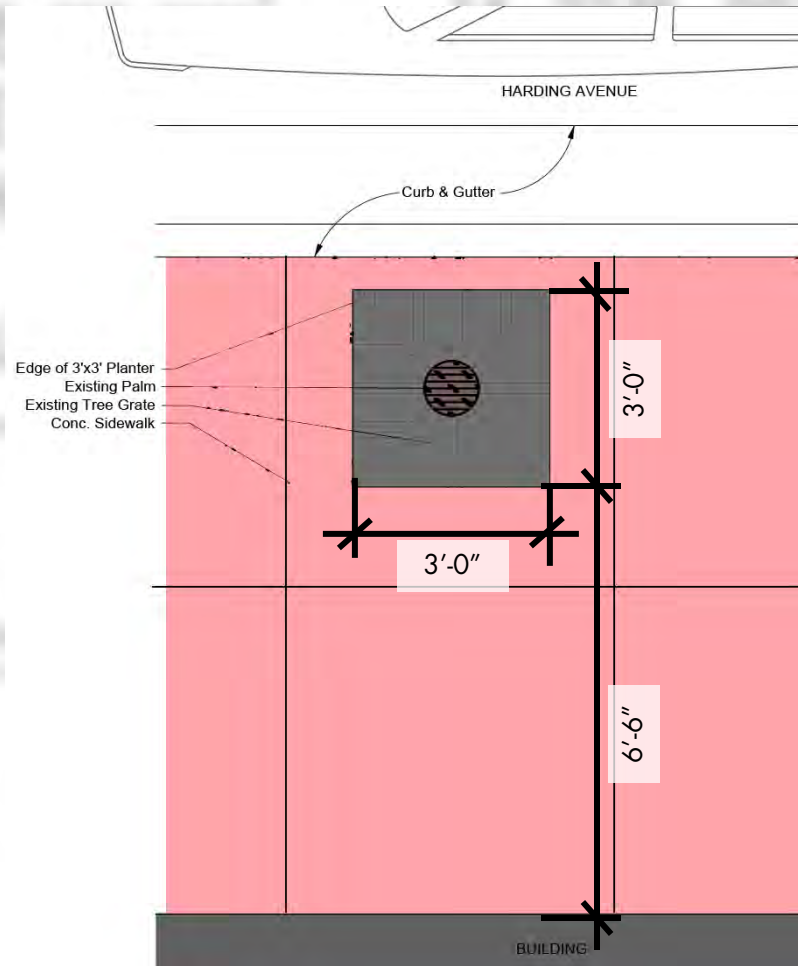 HARDING AVENUE
Curb & Gutter
Edge of 3'x3' Planter
Existing Palm
Existing Tree Grate
Conc. Sidewalk
3'-0"
3'-0"
6'-6"
BUILDING